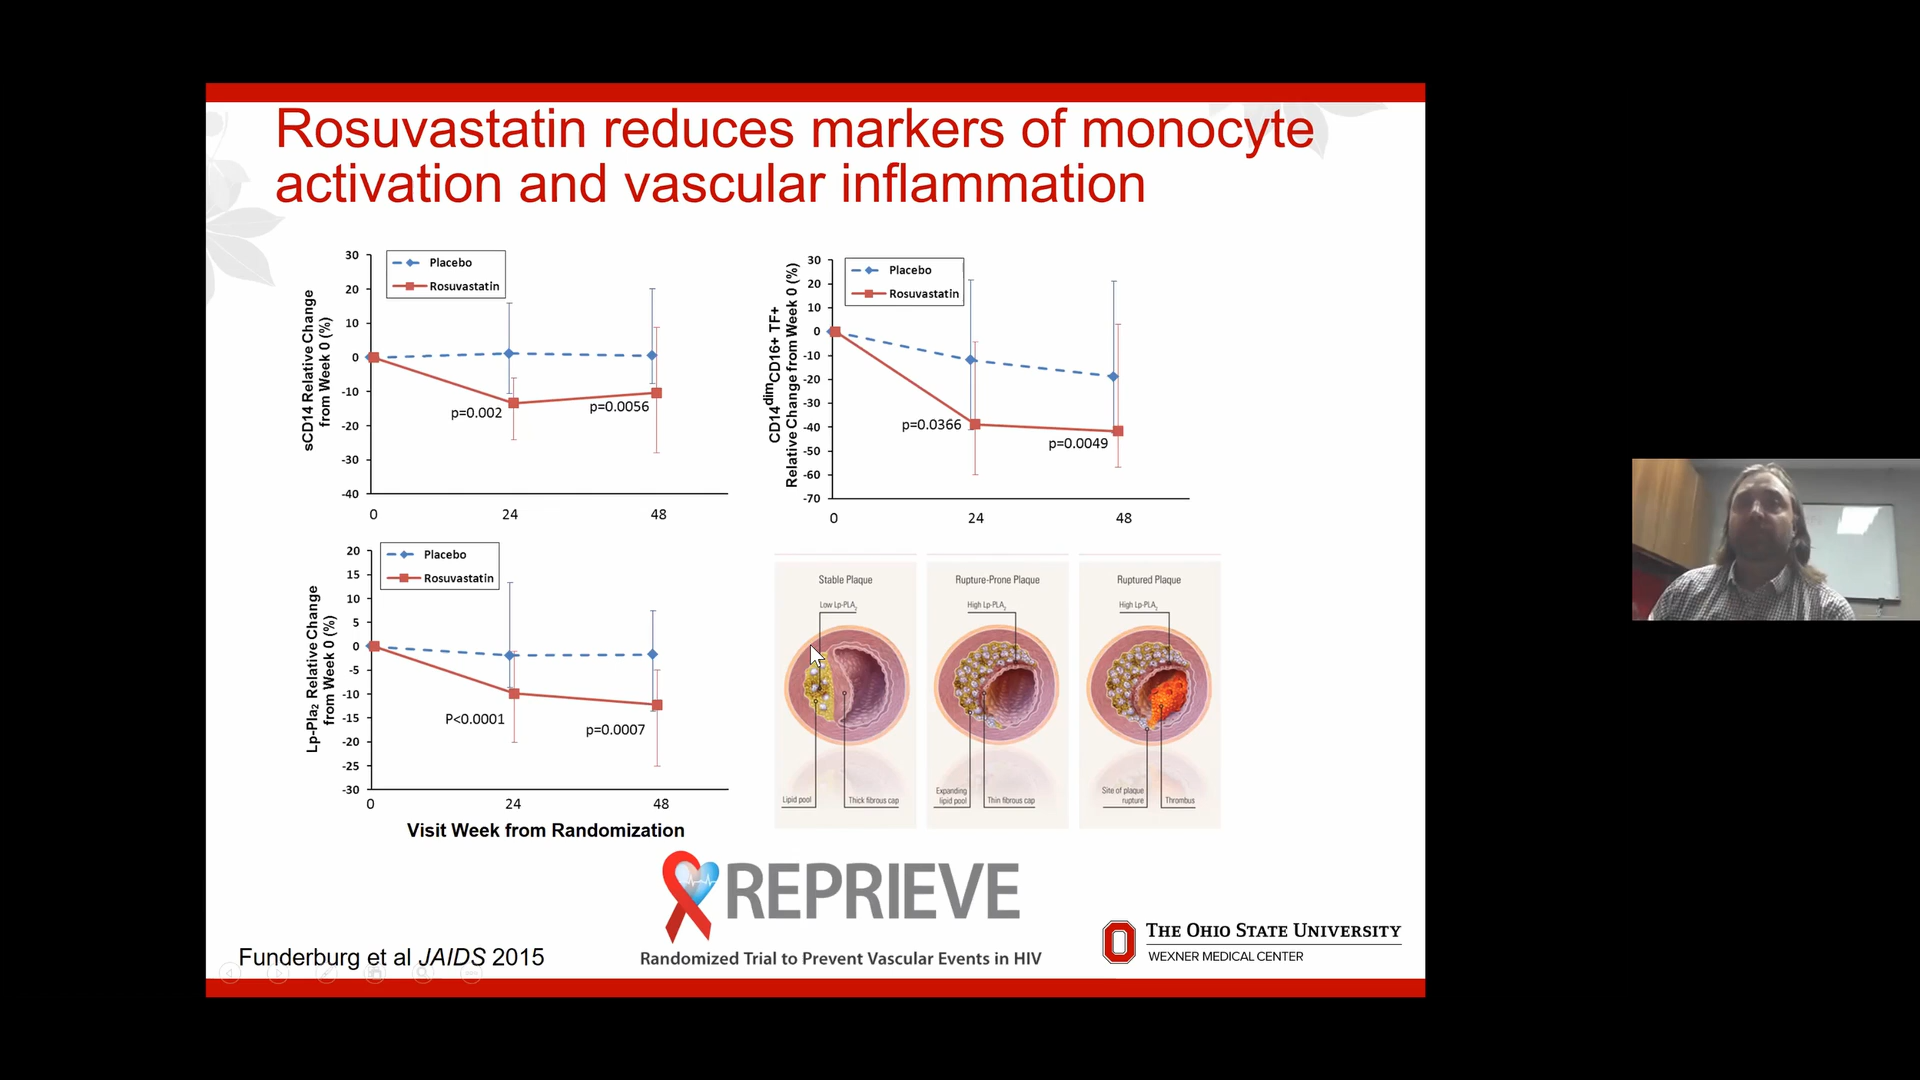 Rosuvastatin reduces markers of monocyte
activation and vascular inflammation
sCD14 Relative Change
from Week 0 (%)
30
20
10
0
-10
-20
-30
-40
Placebo
Rosuvastatin
p=0.002
p=0.0056
0
24
48
CD14dimCD16+ TF+
Relative Change from Week 0 (%)
30
20
10
0
-10
-20
-30
-40
-50
-60
-70
Placebo
Rosuvastatin
p=0.0366
p=0.0049
0
24
48
Lp-Pla₂ Relative Change
from Week 0 (%)
20
15
10
5
0
-5
-10
-15
-20
-25
-30
Placebo
Rosuvastatin
P<0.0001
p=0.0007
0
24
48
Visit Week from Randomization
Stable Plaque
Low Lp-PLA₂
Lipid pool
Thick fibrous cap
Rupture-Prone Plaque
High Lp-PLA₂
Expanding
lipid pool
Thin fibrous cap
Ruptured Plaque
High Lp-PLA₂
Site of plaque
rupture
Thrombus
REPRIEVE
Randomized Trial to Prevent Vascular Events in HIV
Funderburg et al JAIDS 2015
THE OHIO STATE UNIVERSITY
WEXNER MEDICAL CENTER